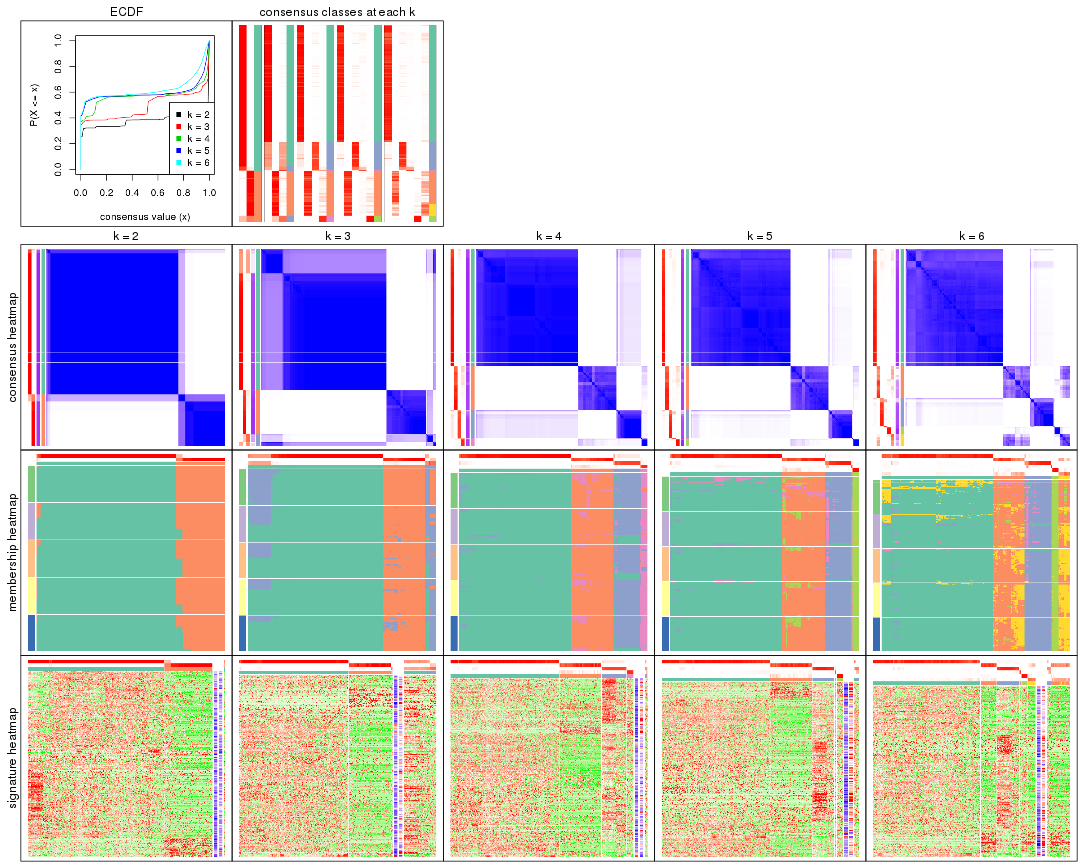 ECDF
consensus classes at each k
P(X <= x)
0.0
0.2
0.4
0.6
0.8
1.0
k = 2
k = 3
k = 4
k = 5
k = 6
0.0 0.2 0.4 0.6 0.8 1.0
consensus value (x)
k = 2
k = 3
k = 4
k = 5
k = 6
consensus heatmap
membership heatmap
signature heatmap